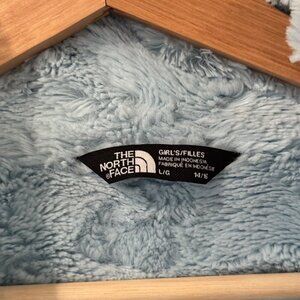 THE
NORTH
FACE
GIRL'S/FILLES
MADE IN INDONESIA
FABRIQUÉ EN INDONÉSIE
L/G 14/16